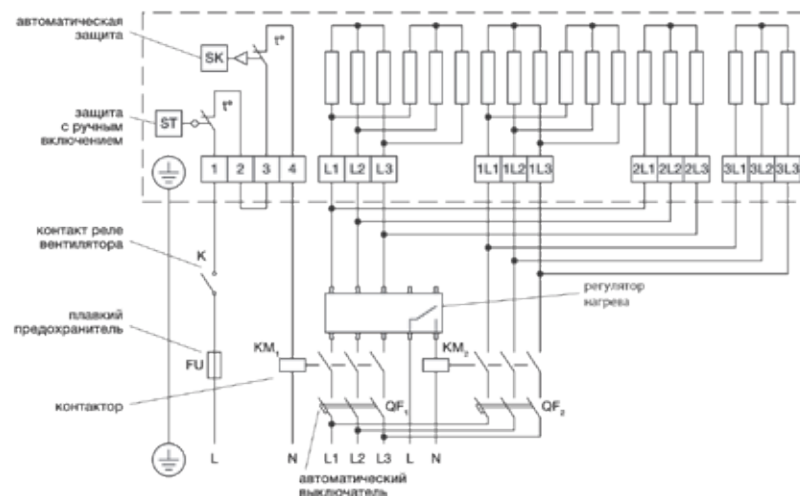 автоматическая
защита
SK
t°
защита
с ручным
включением
ST
t°
1 2 3 4
L1 L2 L3
1L1 1L2 1L3
2L1 2L2 2L3
3L1 3L2 3L3
контакт реле
вентилятора
K
регулятор
нагрева
плавкий
предохранитель
FU
KM₁
KM₂
контактор
QF₁
QF₂
L N L1 L2 L3 L N
автоматический
выключатель